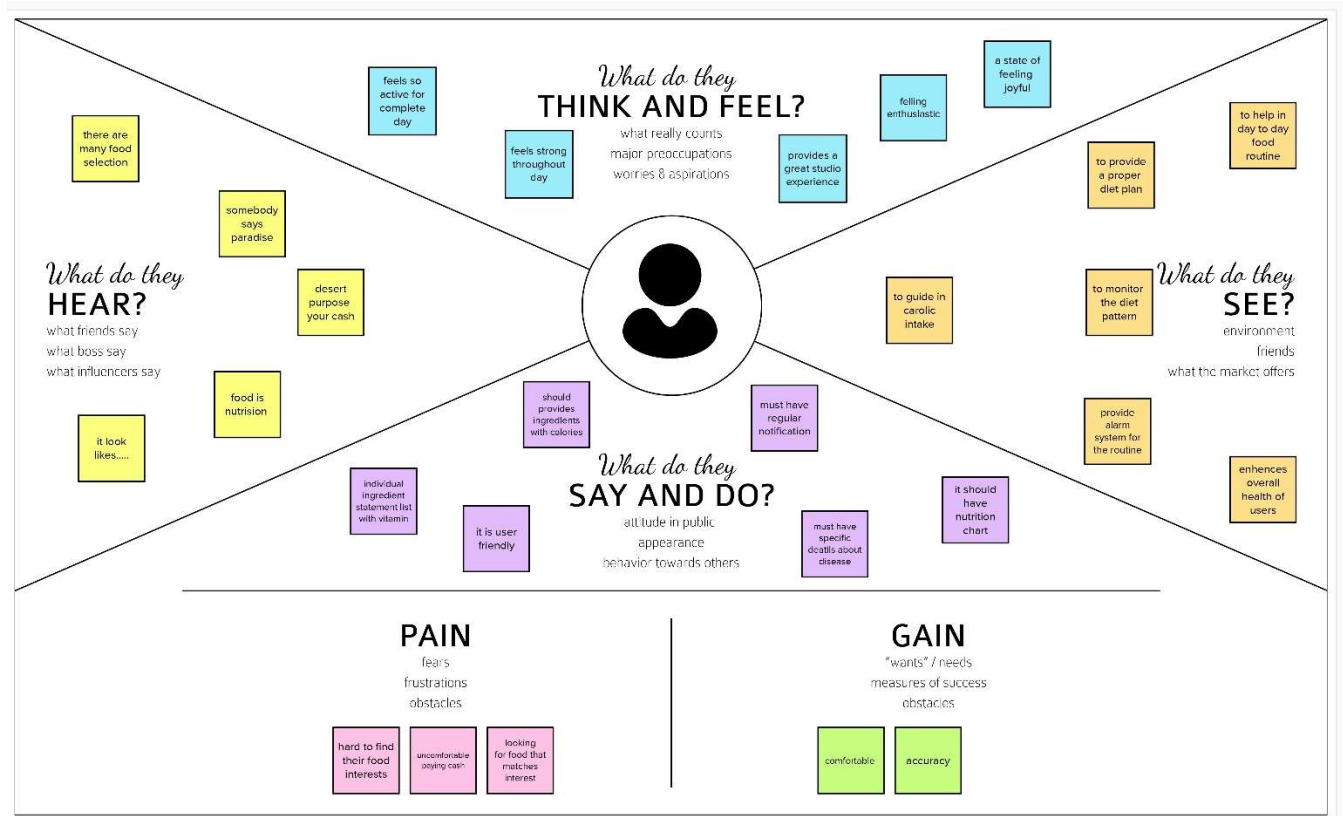 What do they
THINK AND FEEL?
what really counts
major preoccupations
worries & aspirations
feels so
active for
complete
day
feels strong
throughout
day
provides a
great studio
experience
felling
enthusiastic
a state of
feeling
joyful
What do they
HEAR?
what friends say
what boss say
what influencers say
there are
many food
selection
somebody
says
paradise
desert
purpose
your cash
food is
nutrision
it look
likes.....
What do they
SEE?
environment
friends
what the market offers
to help in
day to day
food
routine
to provide
a proper
diet plan
to monitor
the diet
pattern
to guide in
carolic
intake
provide
alarm
system for
the routine
enhences
overall
health of
users
What do they
SAY AND DO?
attitude in public
appearance
behavior towards others
should
provides
ingredients
with calories
must have
regular
notification
individual
ingredient
statement list
with vitamin
it is user
friendly
must have
specific
deatils about
disease
it should
have
nutrition
chart
PAIN
fears
frustrations
obstacles
hard to find
their food
interests
uncomfortable
paying cash
looking
for food that
matches
interest
GAIN
"wants" / needs
measures of success
obstacles
comfortable
accuracy